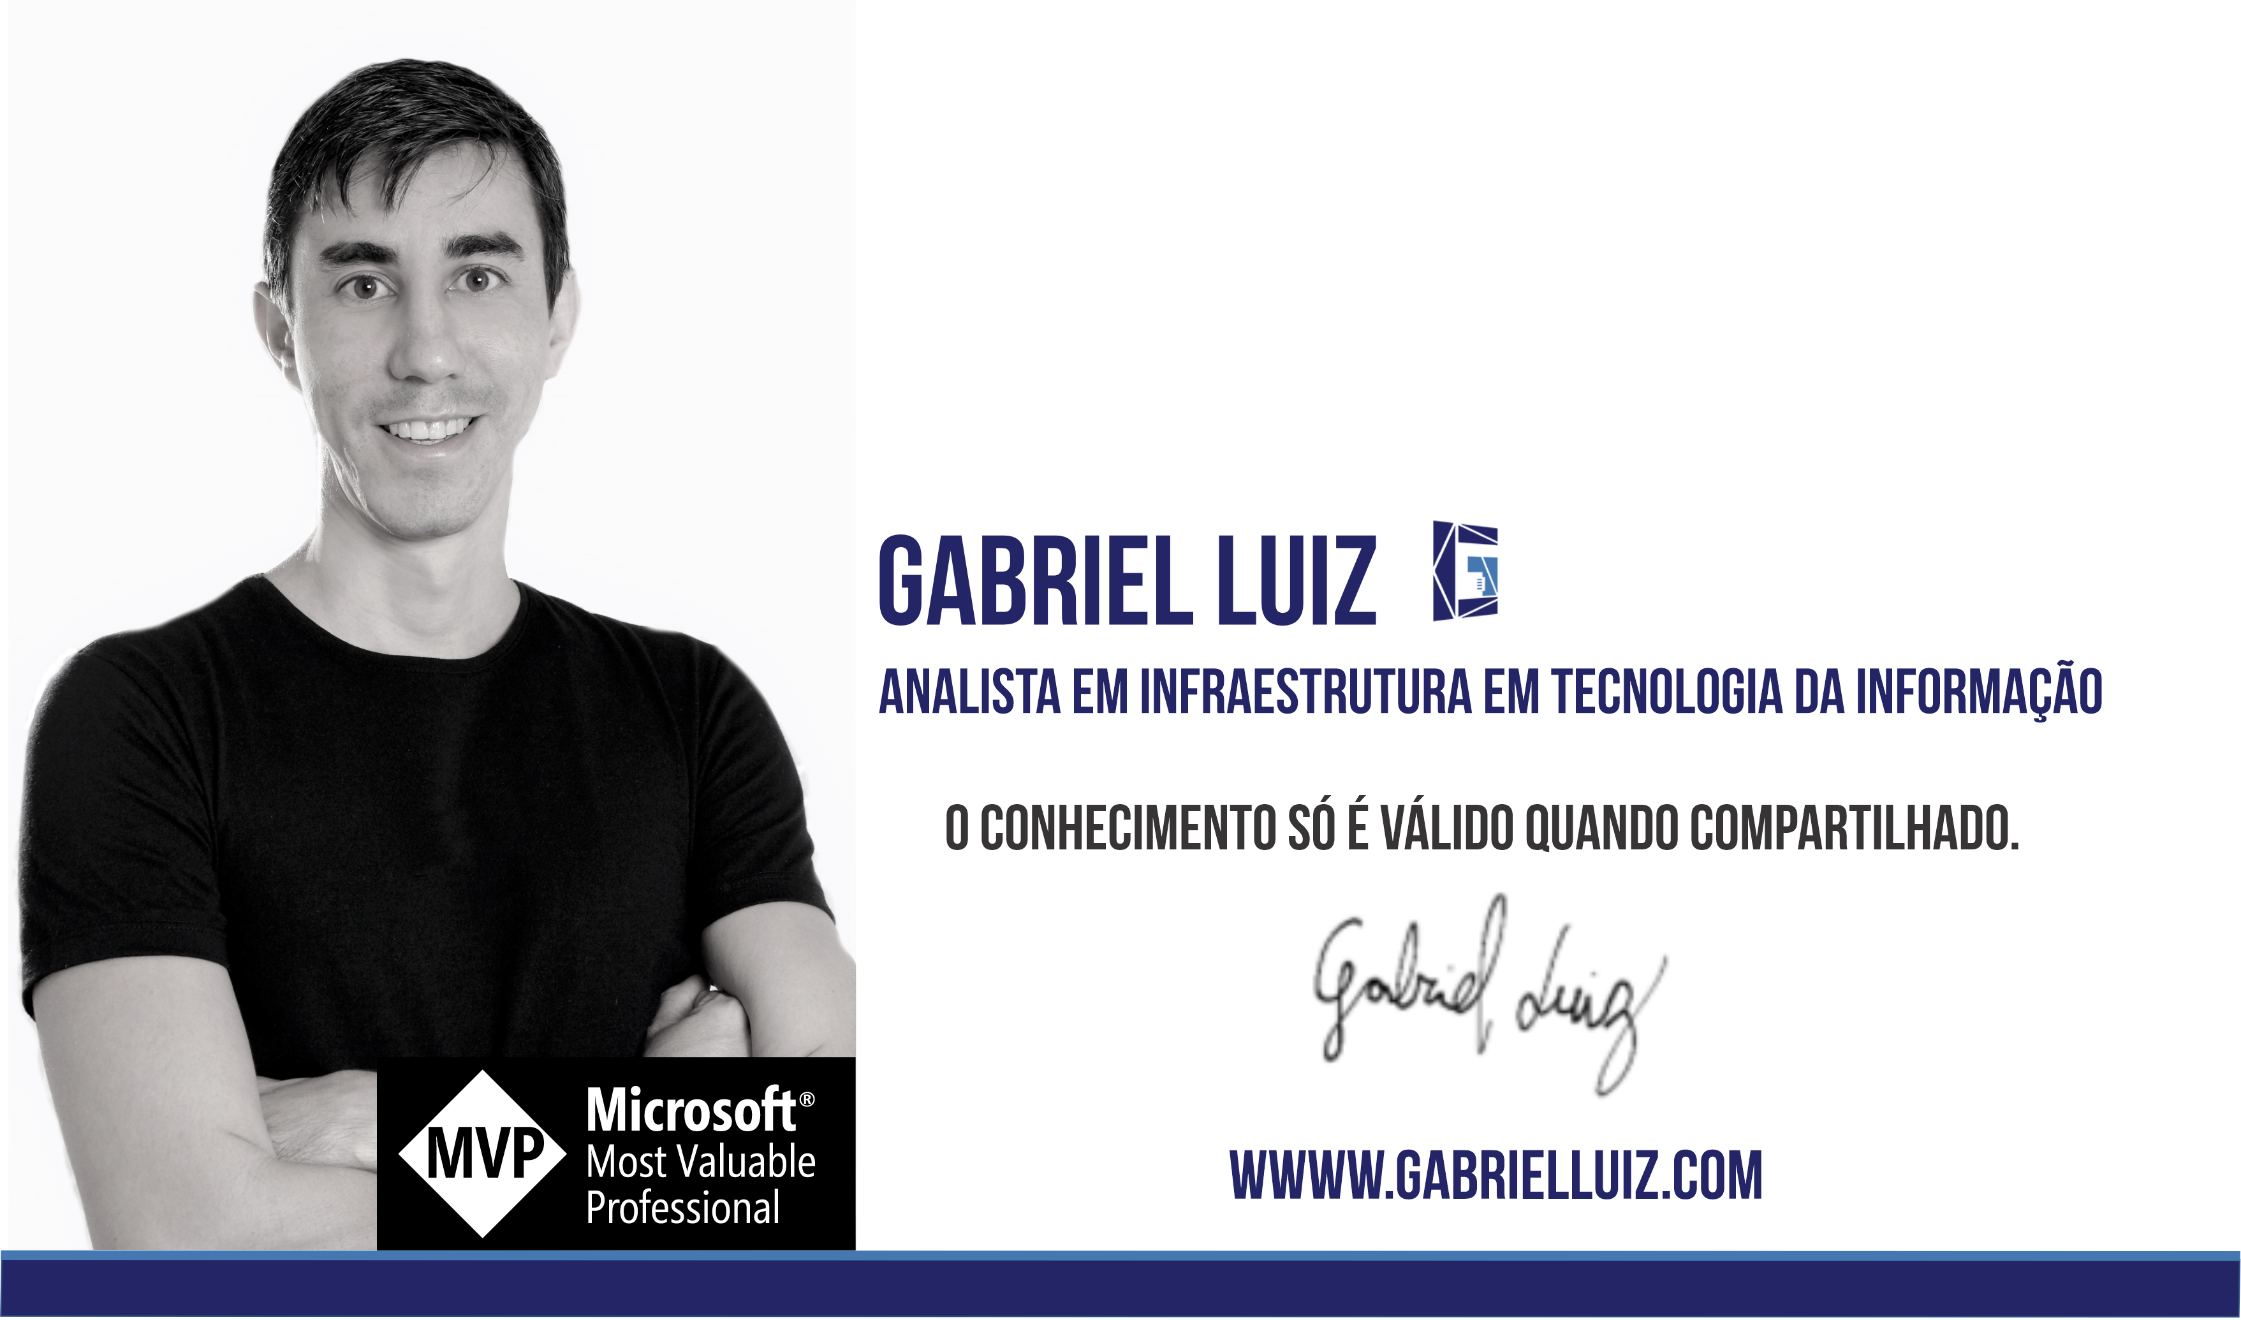 GABRIEL LUIZ
ANALISTA EM INFRAESTRUTURA EM TECNOLOGIA DA INFORMAÇÃO
O CONHECIMENTO SÓ É VÁLIDO QUANDO COMPARTILHADO.
Gabriel Luiz
WWWW.GABRIELLUIZ.COM
MVP
Microsoft®
Most Valuable
Professional